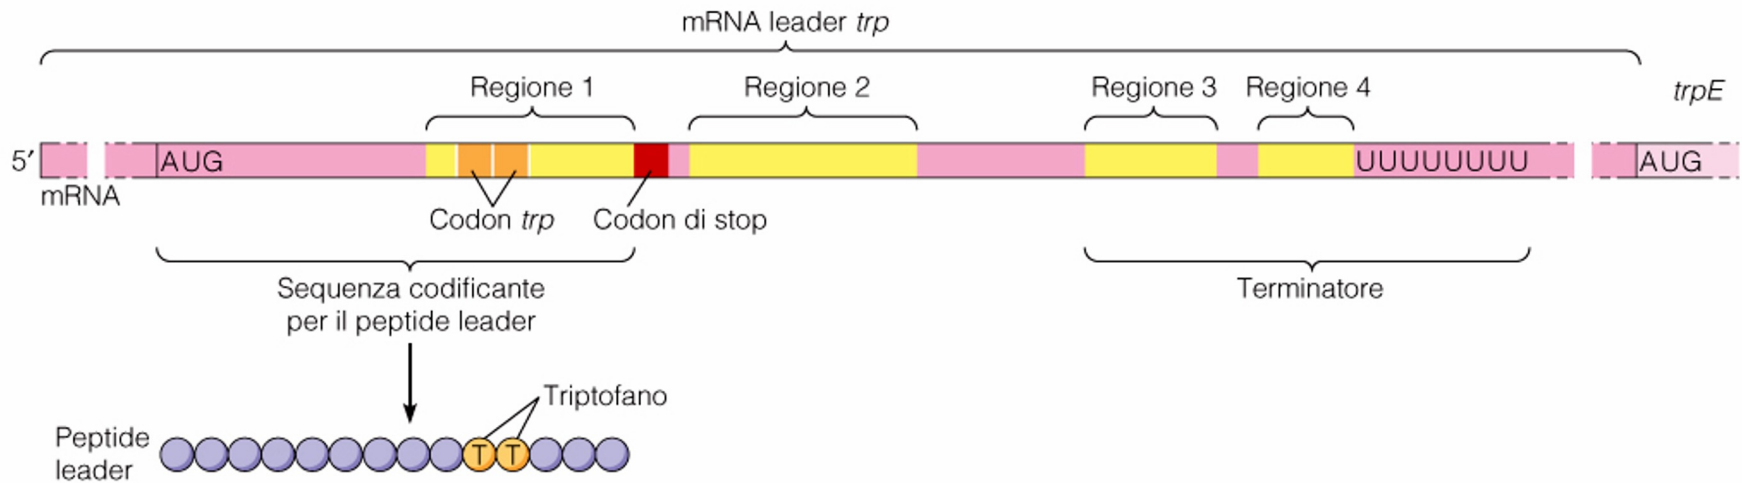 mRNA leader trp
Regione 1
Regione 2
Regione 3
Regione 4
trpE
5′
AUG
UUUUUUUU
AUG
mRNA
Codon trp
Codon di stop
Sequenza codificante
per il peptide leader
Terminatore
Triptofano
Peptide
leader
T
T